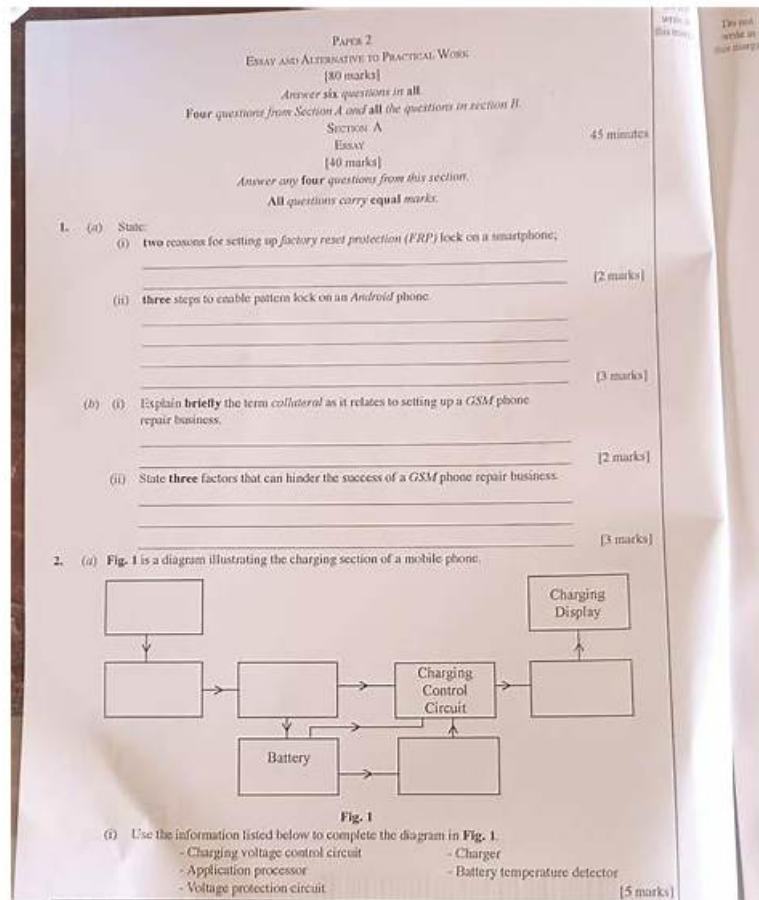 PAPER 2
ESSAY AND ALTERNATIVE TO PRACTICAL WORK
[80 marks]
Answer six questions in all.
Four questions from Section A and all the questions in section B.
SECTION A
45 minutes
ESSAY
[40 marks]
Answer any four questions from this section.
All questions carry equal marks.
1. (a) State:
(i) two reasons for setting up factory reset protection (FRP) lock on a smartphone;
[2 marks]
(ii) three steps to enable pattern lock on an Android phone.
[3 marks]
(b) (i) Explain briefly the term collateral as it relates to setting up a GSM phone
repair business.
[2 marks]
(ii) State three factors that can hinder the success of a GSM phone repair business.
[3 marks]
2. (a) Fig. 1 is a diagram illustrating the charging section of a mobile phone.
Charging
Display
Charging
Control
Circuit
Battery
Fig. 1
(i) Use the information listed below to complete the diagram in Fig. 1.
- Charging voltage control circuit - Charger
- Application processor - Battery temperature detector
- Voltage protection circuit
[5 marks]
Do not
write in
this margin